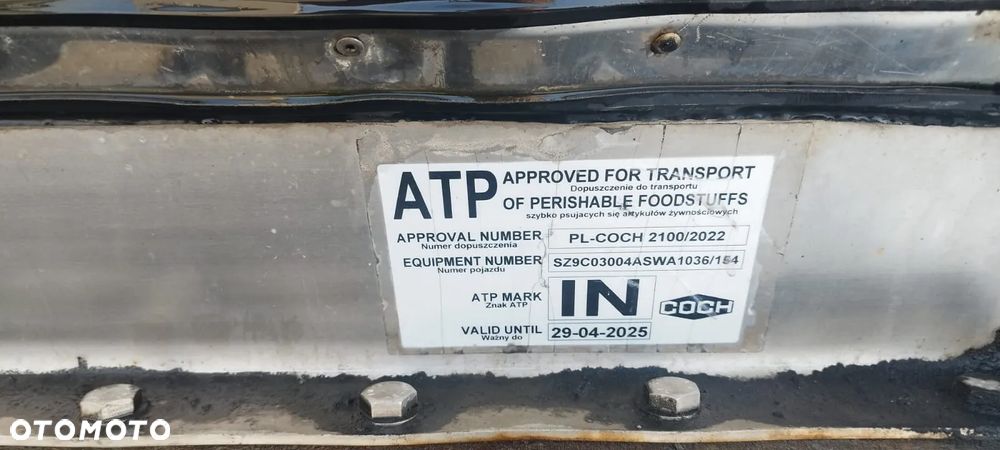 ATP APPROVED FOR TRANSPORT
Dopuszczenie do transportu
OF PERISHABLE FOODSTUFFS
szybko psujących się artykułów żywnościowych
APPROVAL NUMBER PL-COCH 2100/2022
Numer dopuszczenia
EQUIPMENT NUMBER SZ9C03004ASWA1036/154
Numer pojazdu
ATP MARK IN COCH
Znak ATP
VALID UNTIL 29-04-2025
Ważny do
OTOMOTO